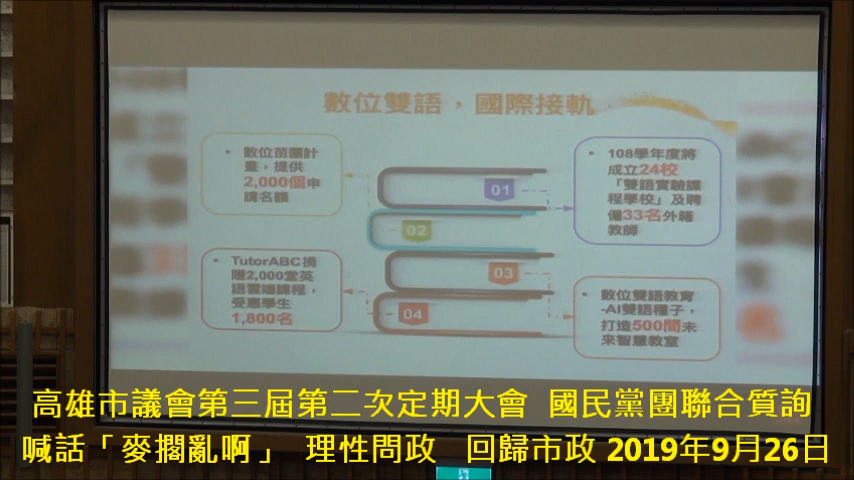 數位雙語，國際接軌
• 數位苗圃計
畫，提供
2,000個申
請名額
01
• 108學年度將
成立24校
「雙語實驗課
程學校」及聘
僱33名外籍
教師
02
• TutorABC捐
贈2,000堂英
語雲端課程，
受惠學生
1,800名
03
04
• 數位雙語教育
-AI雙語種子，
打造500間未
來智慧教室
高雄市議會第三屆第二次定期大會 國民黨團聯合質詢
喊話「麥擱亂啊」 理性問政 回歸市政 2019年9月26日